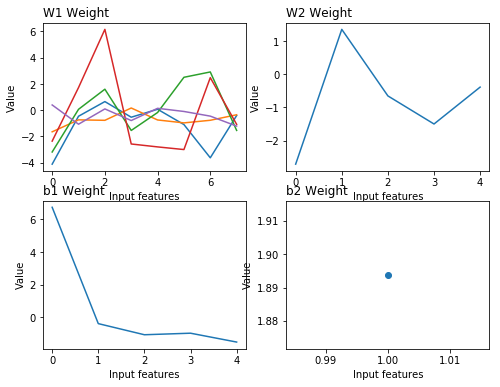 W1 Weight
W2 Weight
Value
6
4
2
0
−2
−4
0 2 4 6
Input features
Value
1
0
−1
−2
0 1 2 3 4
Input features
b1 Weight
b2 Weight
Value
6
4
2
0
0 1 2 3 4
Input features
Value
1.91
1.90
1.89
1.88
0.99 1.00 1.01
Input features